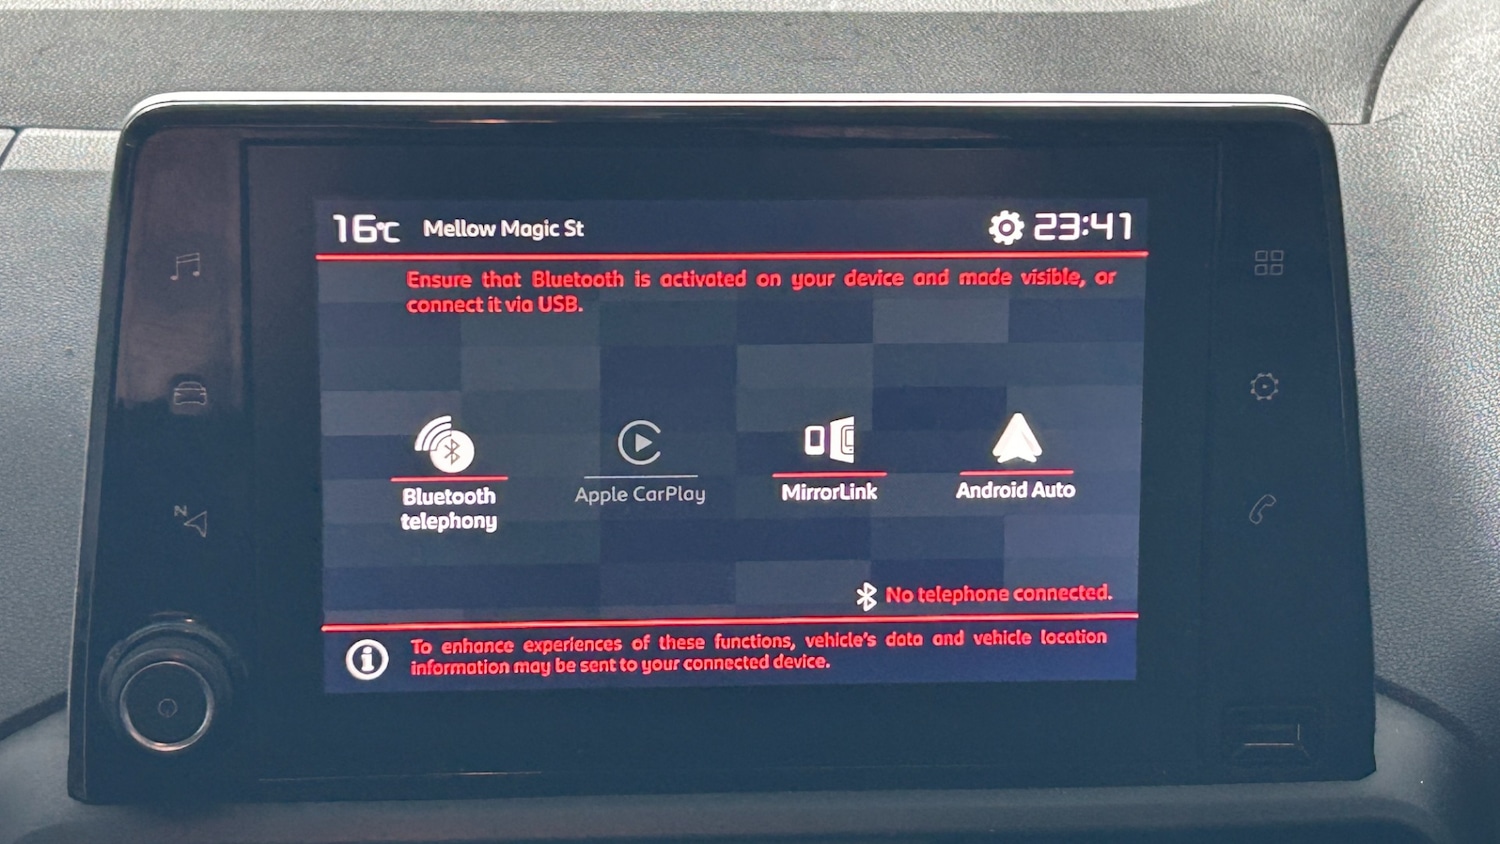 16°C Mellow Magic St 23:41
Ensure that Bluetooth is activated on your device and made visible, or
connect it via USB.
Bluetooth
telephony
Apple CarPlay
MirrorLink
Android Auto
No telephone connected.
To enhance experiences of these functions, vehicle's data and vehicle location
information may be sent to your connected device.
N